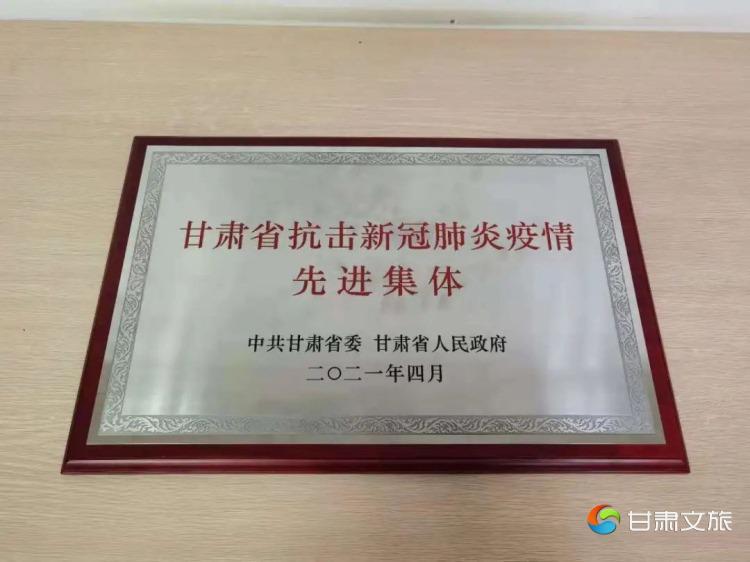 甘肃省抗击新冠肺炎疫情
先进集体
中共甘肃省委 甘肃省人民政府
二〇二一年四月
甘肃文旅